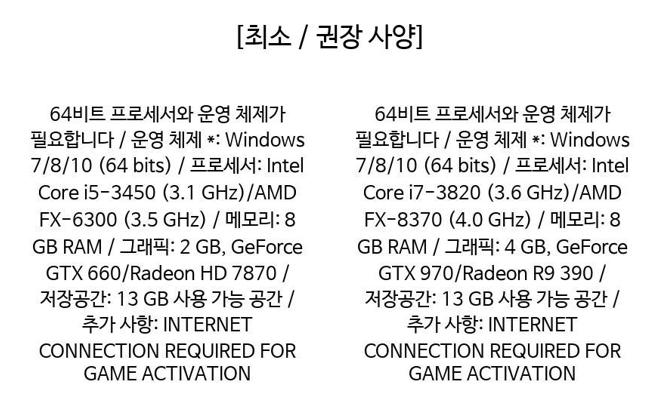 [최소 / 권장 사양]
64비트 프로세서와 운영 체제가
필요합니다 / 운영 체제 *: Windows
7/8/10 (64 bits) / 프로세서: Intel
Core i5-3450 (3.1 GHz)/AMD
FX-6300 (3.5 GHz) / 메모리: 8
GB RAM / 그래픽: 2 GB, GeForce
GTX 660/Radeon HD 7870 /
저장공간: 13 GB 사용 가능 공간 /
추가 사항: INTERNET
CONNECTION REQUIRED FOR
GAME ACTIVATION
64비트 프로세서와 운영 체제가
필요합니다 / 운영 체제 *: Windows
7/8/10 (64 bits) / 프로세서: Intel
Core i7-3820 (3.6 GHz)/AMD
FX-8370 (4.0 GHz) / 메모리: 8
GB RAM / 그래픽: 4 GB, GeForce
GTX 970/Radeon R9 390 /
저장공간: 13 GB 사용 가능 공간 /
추가 사항: INTERNET
CONNECTION REQUIRED FOR
GAME ACTIVATION